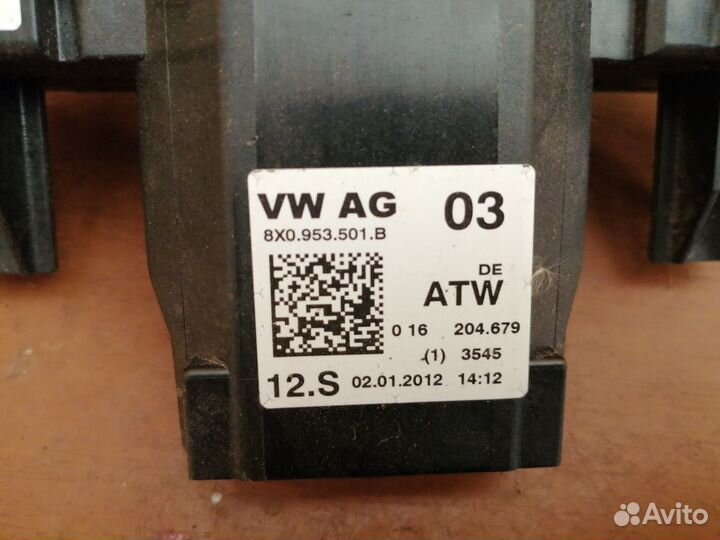 VW AG 03
8X0.953.501.B
DE
ATW
0 16 204.679
(1) 3545
12.S 02.01.2012 14:12
Avito